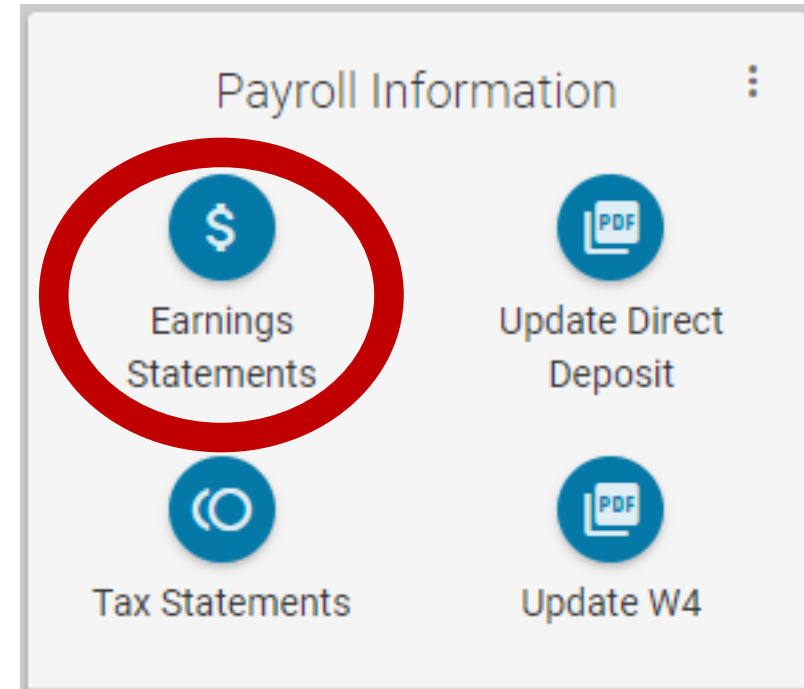 Payroll Information
$
Earnings
Statements
PDF
Update Direct
Deposit
Tax Statements
PDF
Update W4